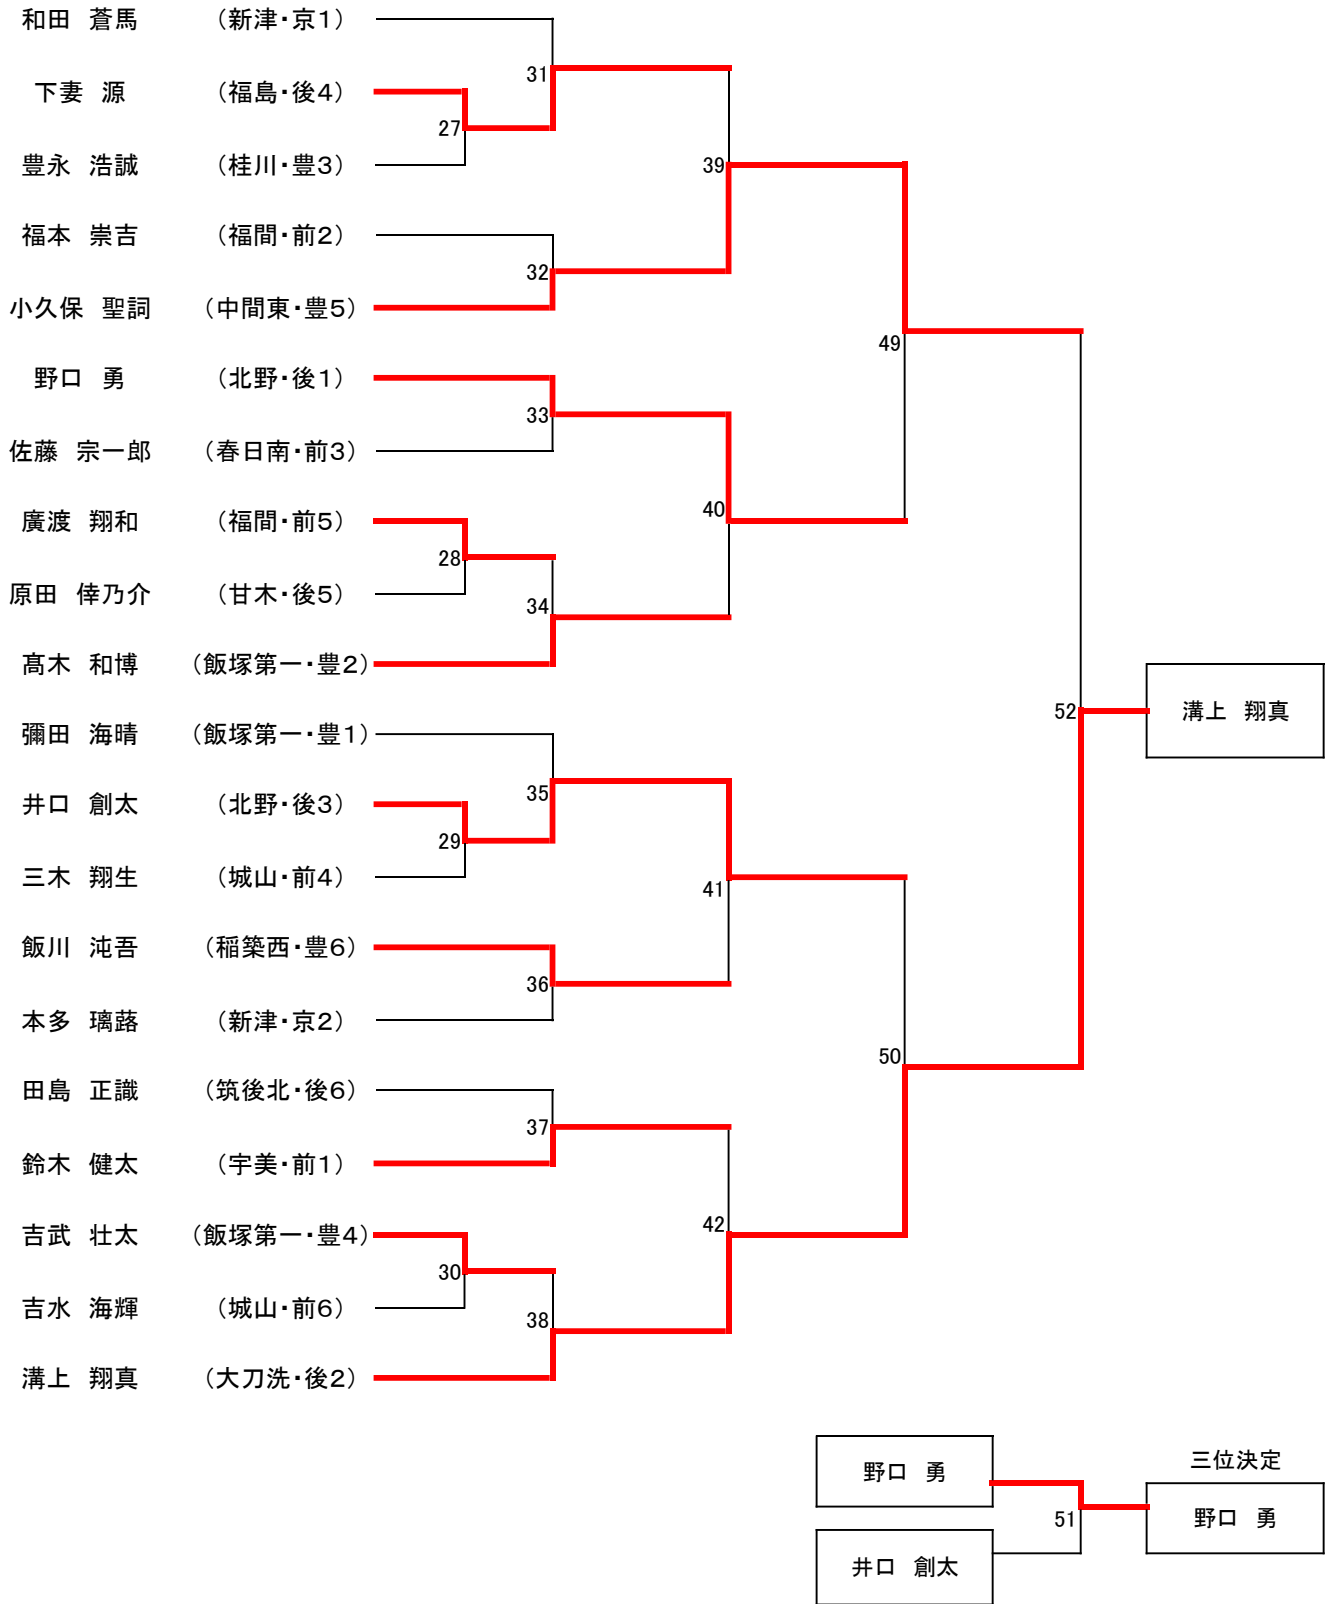 和田 蒼馬 （新津・京1）
31
下妻 源 （福島・後4）
27
豊永 浩誠 （桂川・豊3）
39
福本 崇吉 （福間・前2）
32
小久保 聖詞 （中間東・豊5）
49
野口 勇 （北野・後1）
33
佐藤 宗一郎 （春日南・前3）
40
廣渡 翔和 （福間・前5）
28
原田 倖乃介 （甘木・後5）
34
髙木 和博 （飯塚第一・豊2）
52 溝上 翔真
彌田 海晴 （飯塚第一・豊1）
35
井口 創太 （北野・後3）
29
三木 翔生 （城山・前4）
41
飯川 沌吾 （稲築西・豊6）
36
本多 璃蕗 （新津・京2）
50
田島 正識 （筑後北・後6）
37
鈴木 健太 （宇美・前1）
42
吉武 壮太 （飯塚第一・豊4）
30
吉水 海輝 （城山・前6）
38
溝上 翔真 （大刀洗・後2）
三位決定
野口 勇
51 野口 勇
井口 創太